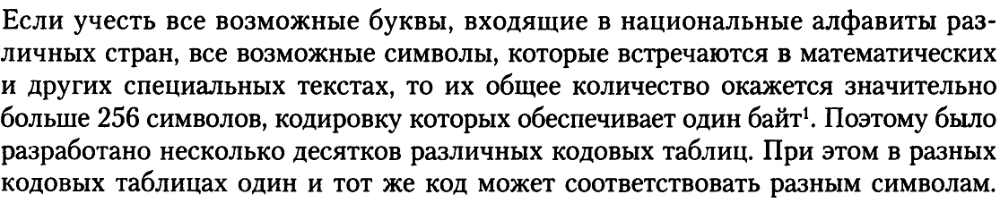 Если учесть все возможные буквы, входящие в национальные алфавиты раз-
личных стран, все возможные символы, которые встречаются в математических
и других специальных текстах, то их общее количество окажется значительно
больше 256 символов, кодировку которых обеспечивает один байт¹. Поэтому было
разработано несколько десятков различных кодовых таблиц. При этом в разных
кодовых таблицах один и тот же код может соответствовать разным символам.